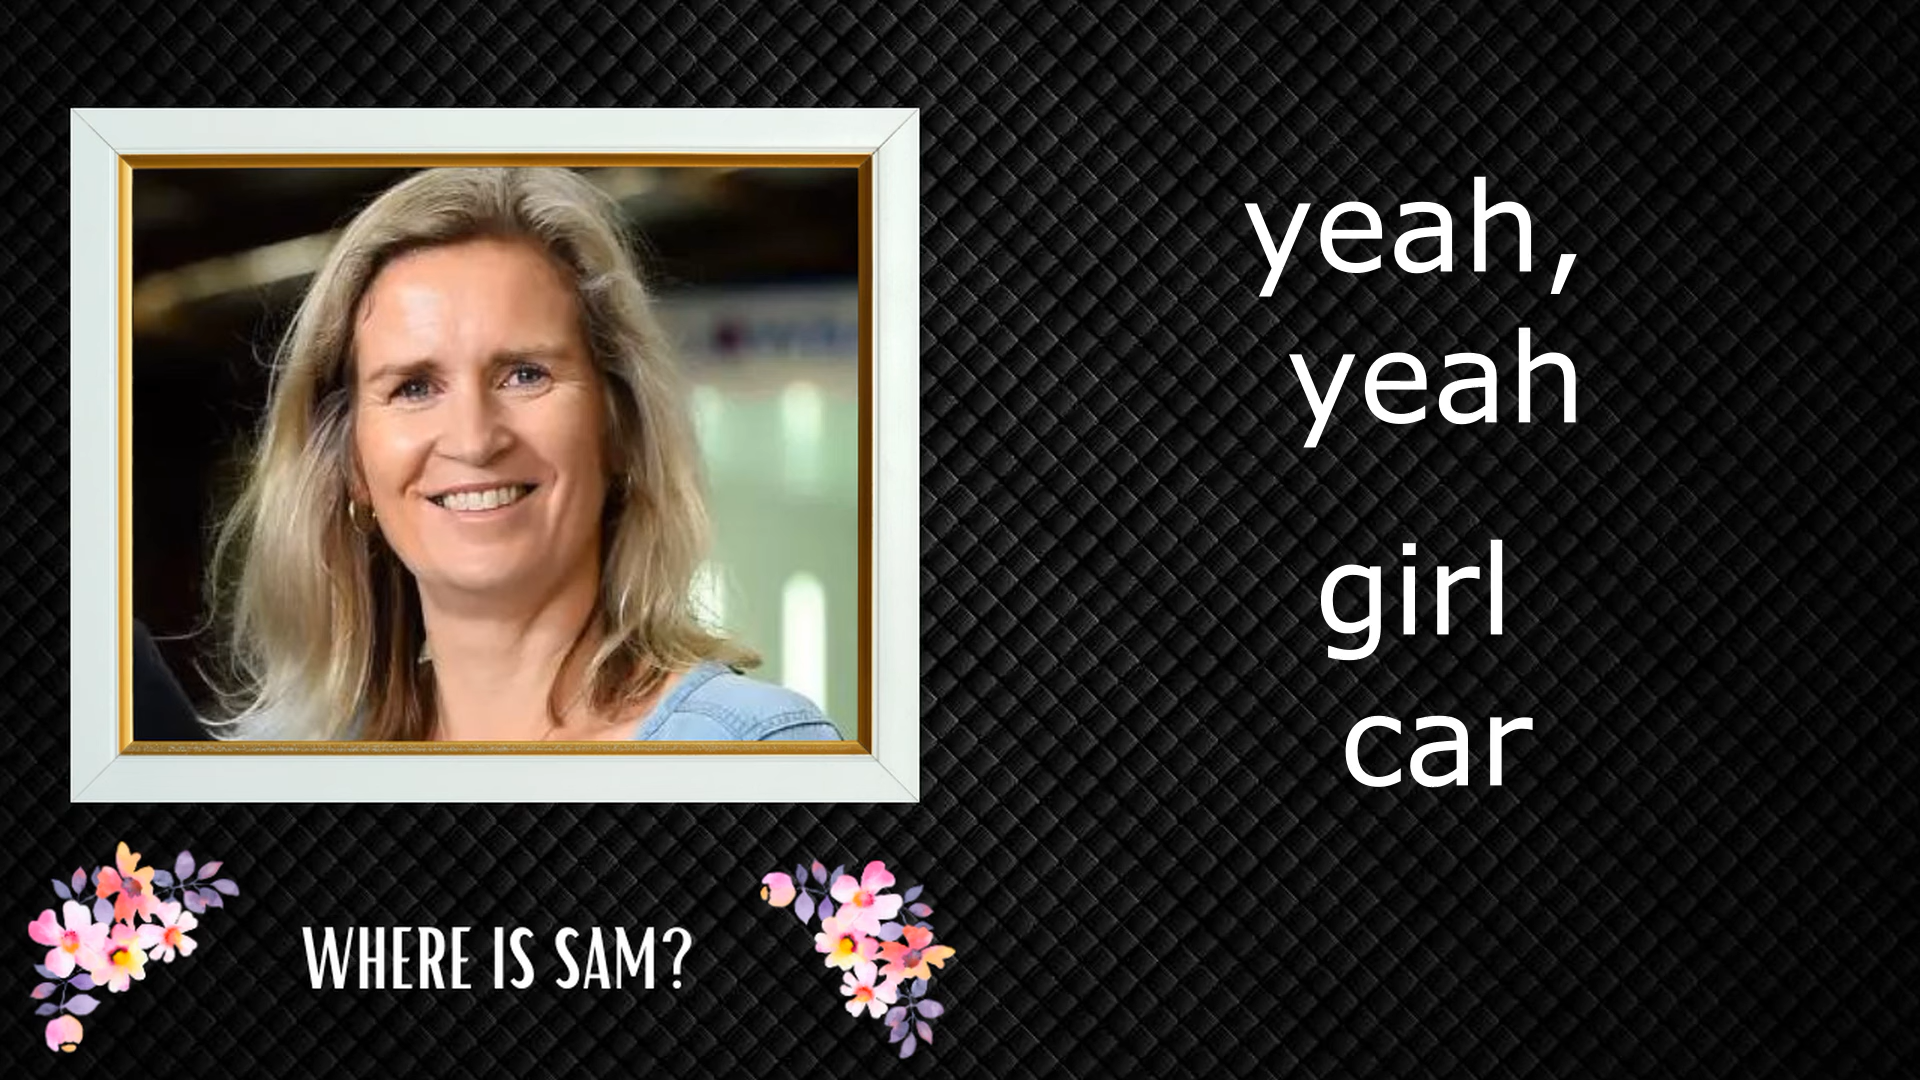 yeah,
yeah
girl
car
WHERE IS SAM?